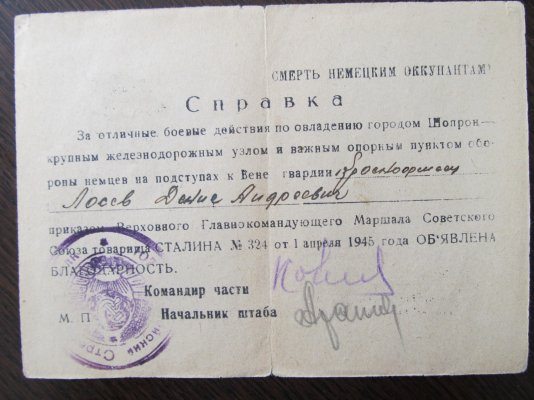 СМЕРТЬ НЕМЕЦКИМ ОККУПАНТАМ!
Справка
За отличные боевые действия по овладению городом Шопрон—
крупным железнодорожным узлом и важным опорным пунктом обо-
роны немцев на подступах к Вене гвардии
Лосев Денис Андреевич
приказом Верховного Главнокомандующего Маршала Советского
Союза товарища СТАЛИНА № 324 от 1 апреля 1945 года ОБ'ЯВЛЕНА
БЛАГОДАРНОСТЬ.
Командир части
М. П. Начальник штаба